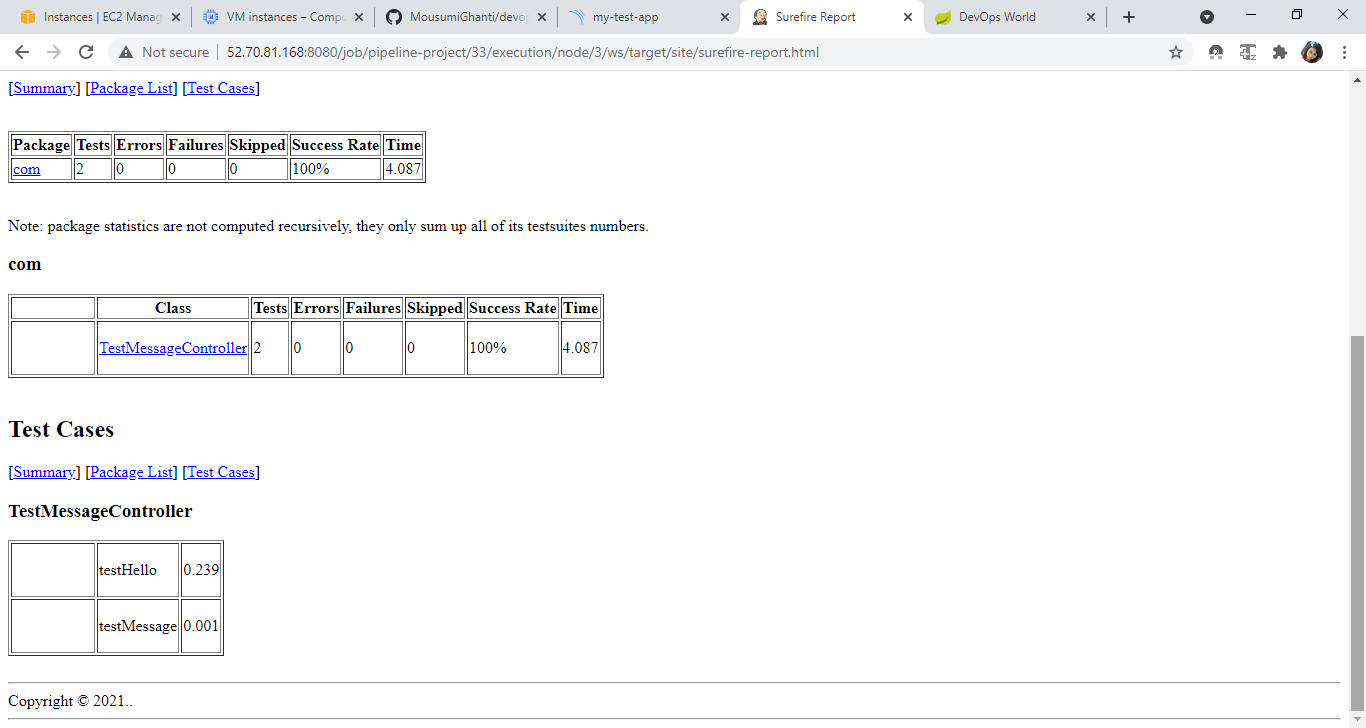 Instances | EC2 Manag
VM instances – Compu
MousumiGhanti/devop
my-test-app
Surefire Report
DevOps World
Not secure | 52.70.81.168:8080/job/pipeline-project/33/execution/node/3/ws/target/site/surefire-report.html
[Summary] [Package List] [Test Cases]
Package Tests Errors Failures Skipped Success Rate Time
com 2 0 0 0 100% 4.087
Note: package statistics are not computed recursively, they only sum up all of its testsuites numbers.
com
Class Tests Errors Failures Skipped Success Rate Time
TestMessageController 2 0 0 0 100% 4.087
Test Cases
[Summary] [Package List] [Test Cases]
TestMessageController
testHello 0.239
testMessage 0.001
Copyright © 2021..